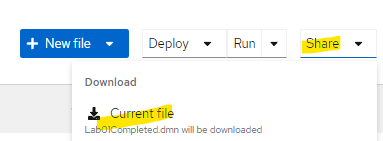 New file Deploy Run Share
Download
Current file
Lab01Completed.dmn will be downloaded